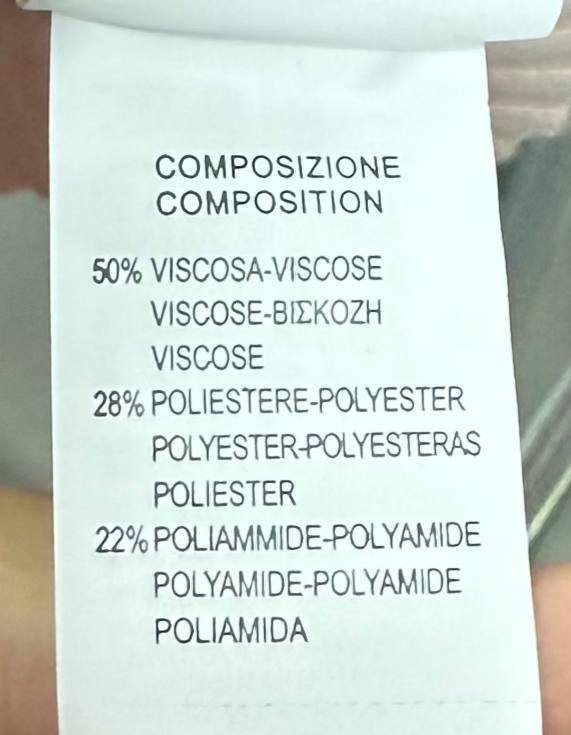 COMPOSIZIONE
COMPOSITION
50% VISCOSA-VISCOSE
VISCOSE-ΒΙΣΚΟΖΗ
VISCOSE
28% POLIESTERE-POLYESTER
POLYESTER-POLYESTERAS
POLIESTER
22% POLIAMMIDE-POLYAMIDE
POLYAMIDE-POLYAMIDE
POLIAMIDA